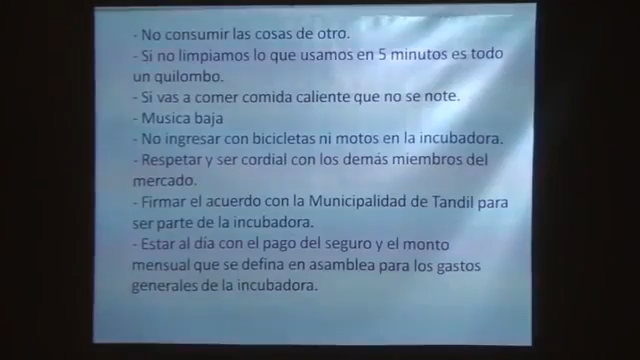 - No consumir las cosas de otro.
- Si no limpiamos lo que usamos en 5 minutos es todo
un quilombo.
- Si vas a comer comida caliente que no se note.
- Musica baja
- No ingresar con bicicletas ni motos en la incubadora.
- Respetar y ser cordial con los demás miembros del
mercado.
- Firmar el acuerdo con la Municipalidad de Tandil para
ser parte de la incubadora.
- Estar al día con el pago del seguro y el monto
mensual que se defina en asamblea para los gastos
generales de la incubadora.